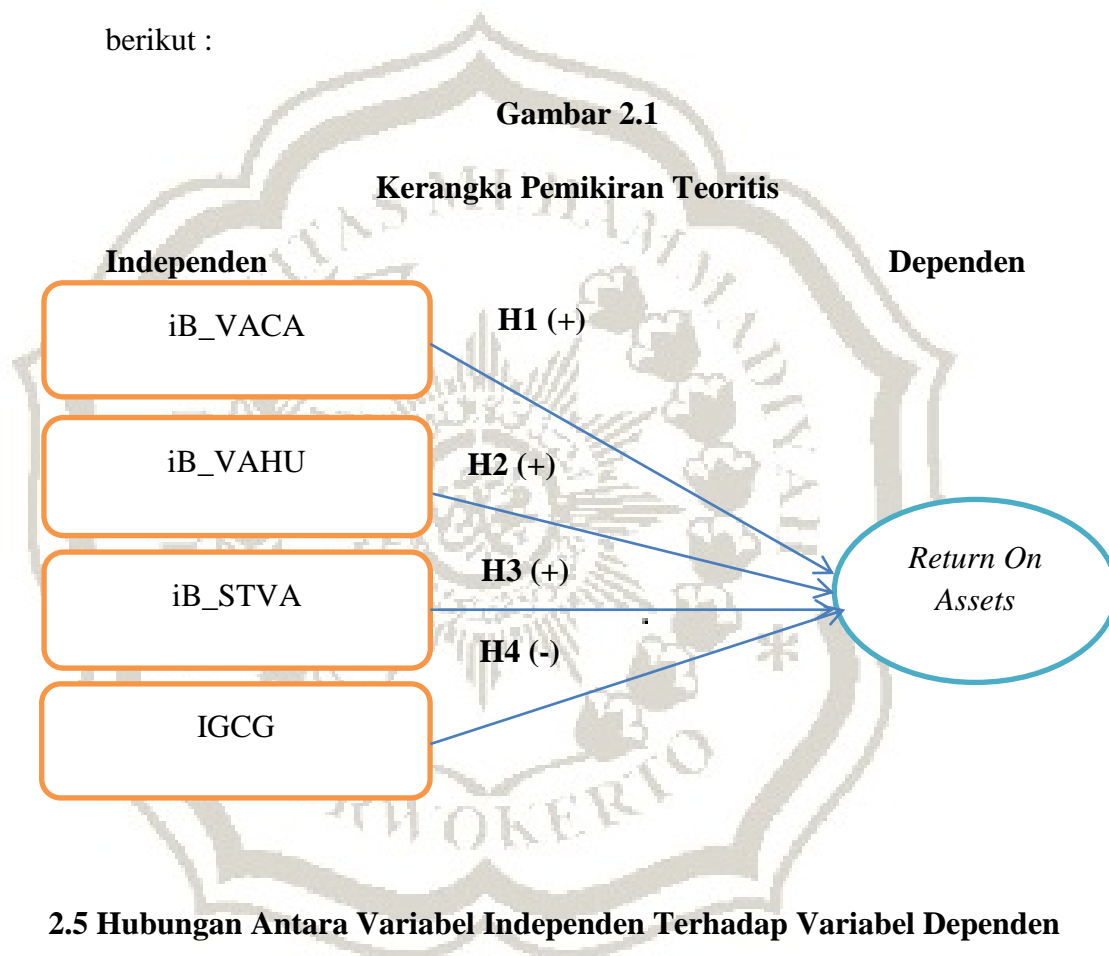 berikut :
Gambar 2.1
Kerangka Pemikiran Teoritis
Independen
Dependen
iB_VACA
H1 (+)
iB_VAHU
H2 (+)
iB_STVA
H3 (+)
Return On
Assets
H4 (-)
IGCG
2.5 Hubungan Antara Variabel Independen Terhadap Variabel Dependen